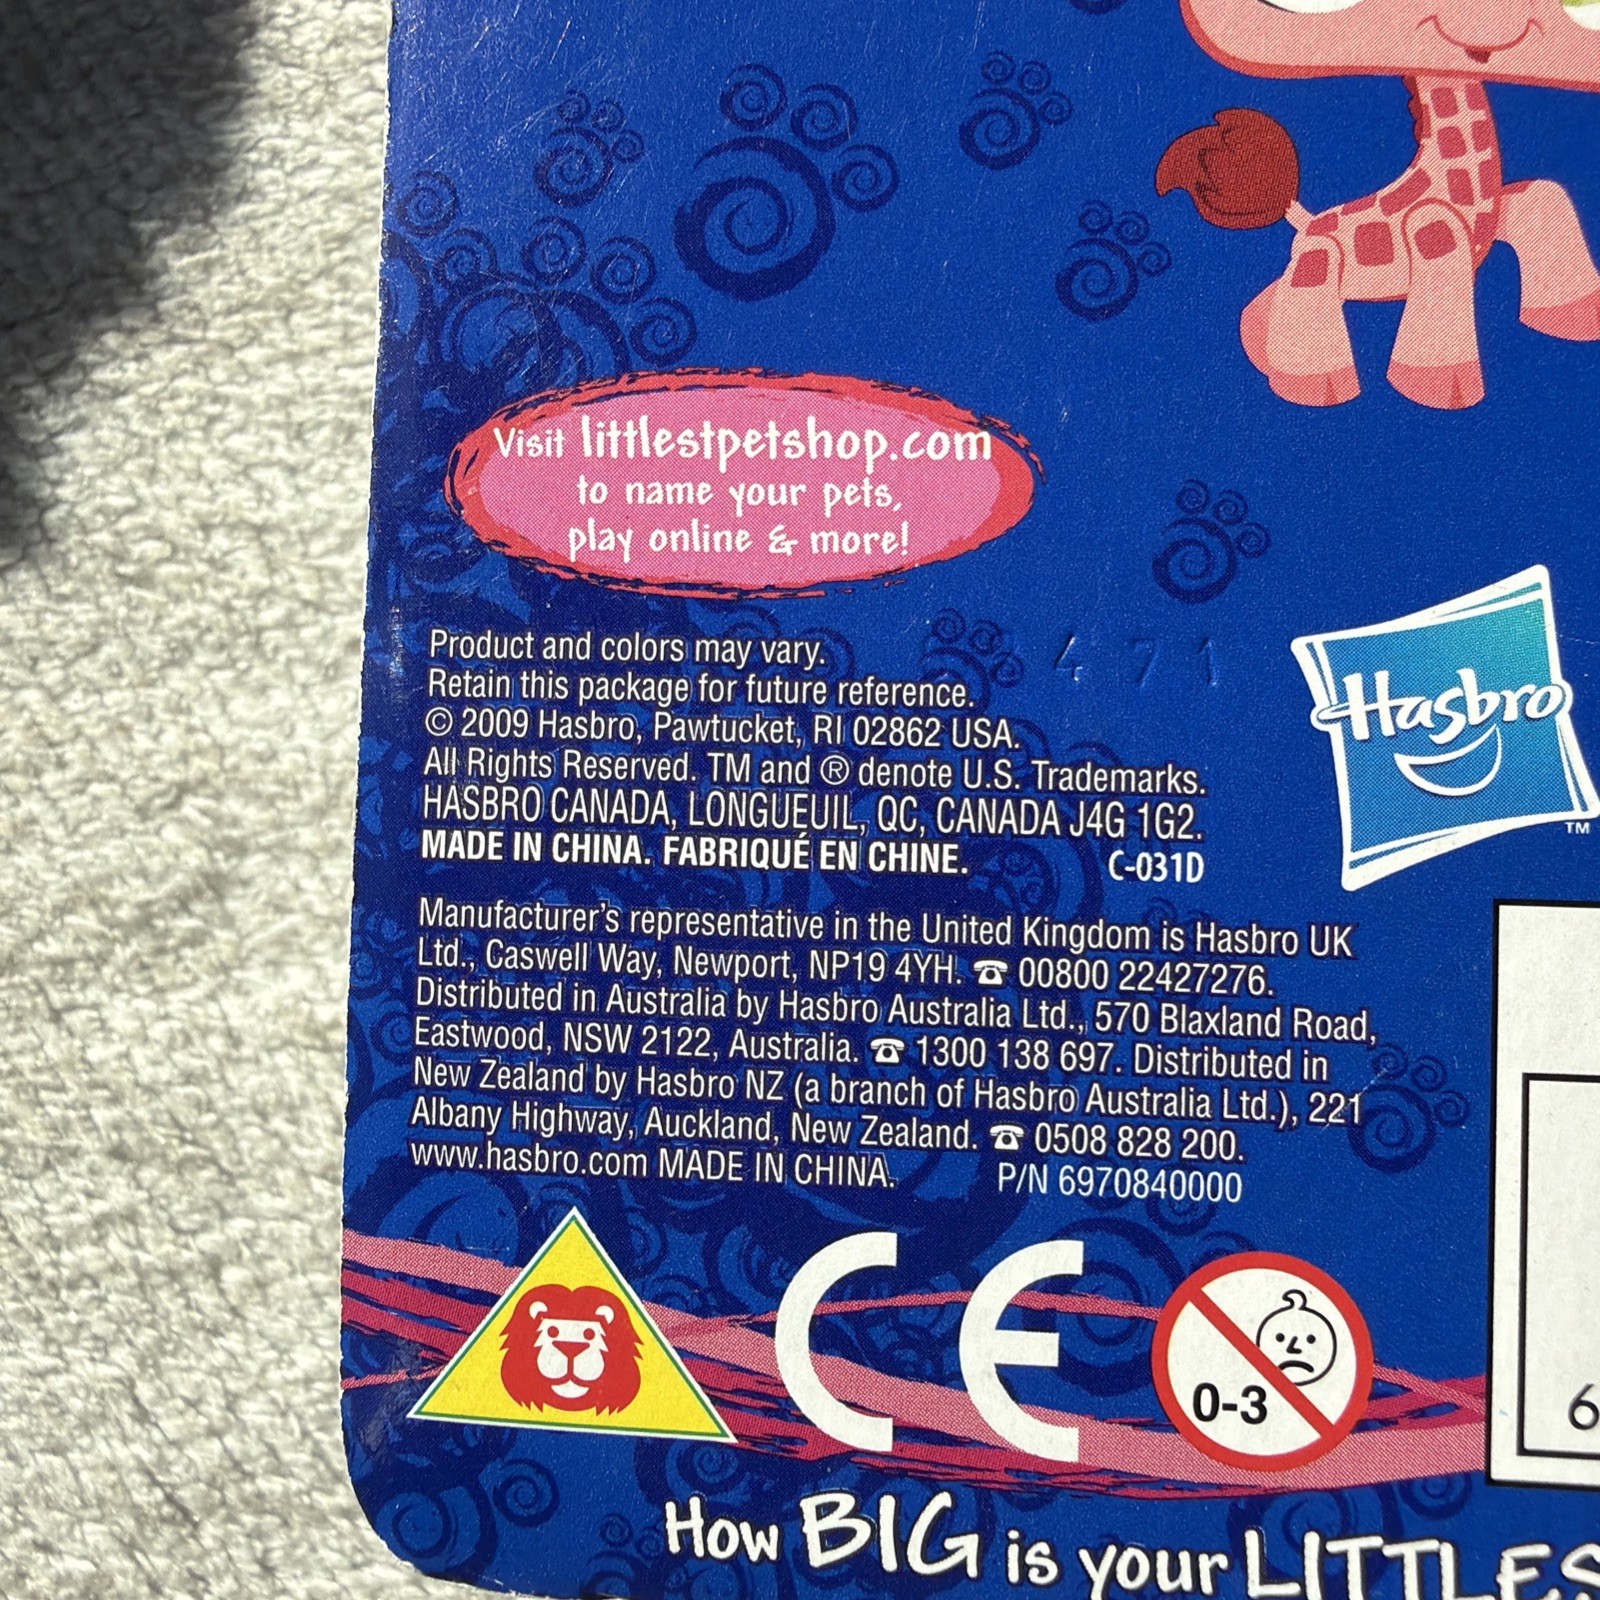 Visit littlestpetshop.com
to name your pets,
play online & more!
471
Product and colors may vary.
Retain this package for future reference.
© 2009 Hasbro, Pawtucket, RI 02862 USA.
All Rights Reserved. TM and ® denote U.S. Trademarks.
HASBRO CANADA, LONGUEUIL, QC, CANADA J4G 1G2.
MADE IN CHINA. FABRIQUÉ EN CHINE. C-031D
Hasbro
TM
Manufacturer's representative in the United Kingdom is Hasbro UK
Ltd., Caswell Way, Newport, NP19 4YH. ☎ 00800 22427276.
Distributed in Australia by Hasbro Australia Ltd., 570 Blaxland Road,
Eastwood, NSW 2122, Australia. ☎ 1300 138 697. Distributed in
New Zealand by Hasbro NZ (a branch of Hasbro Australia Ltd.), 221
Albany Highway, Auckland, New Zealand. ☎ 0508 828 200.
www.hasbro.com MADE IN CHINA. P/N 6970840000
CE
0-3
6
How BIG is your LITTLES